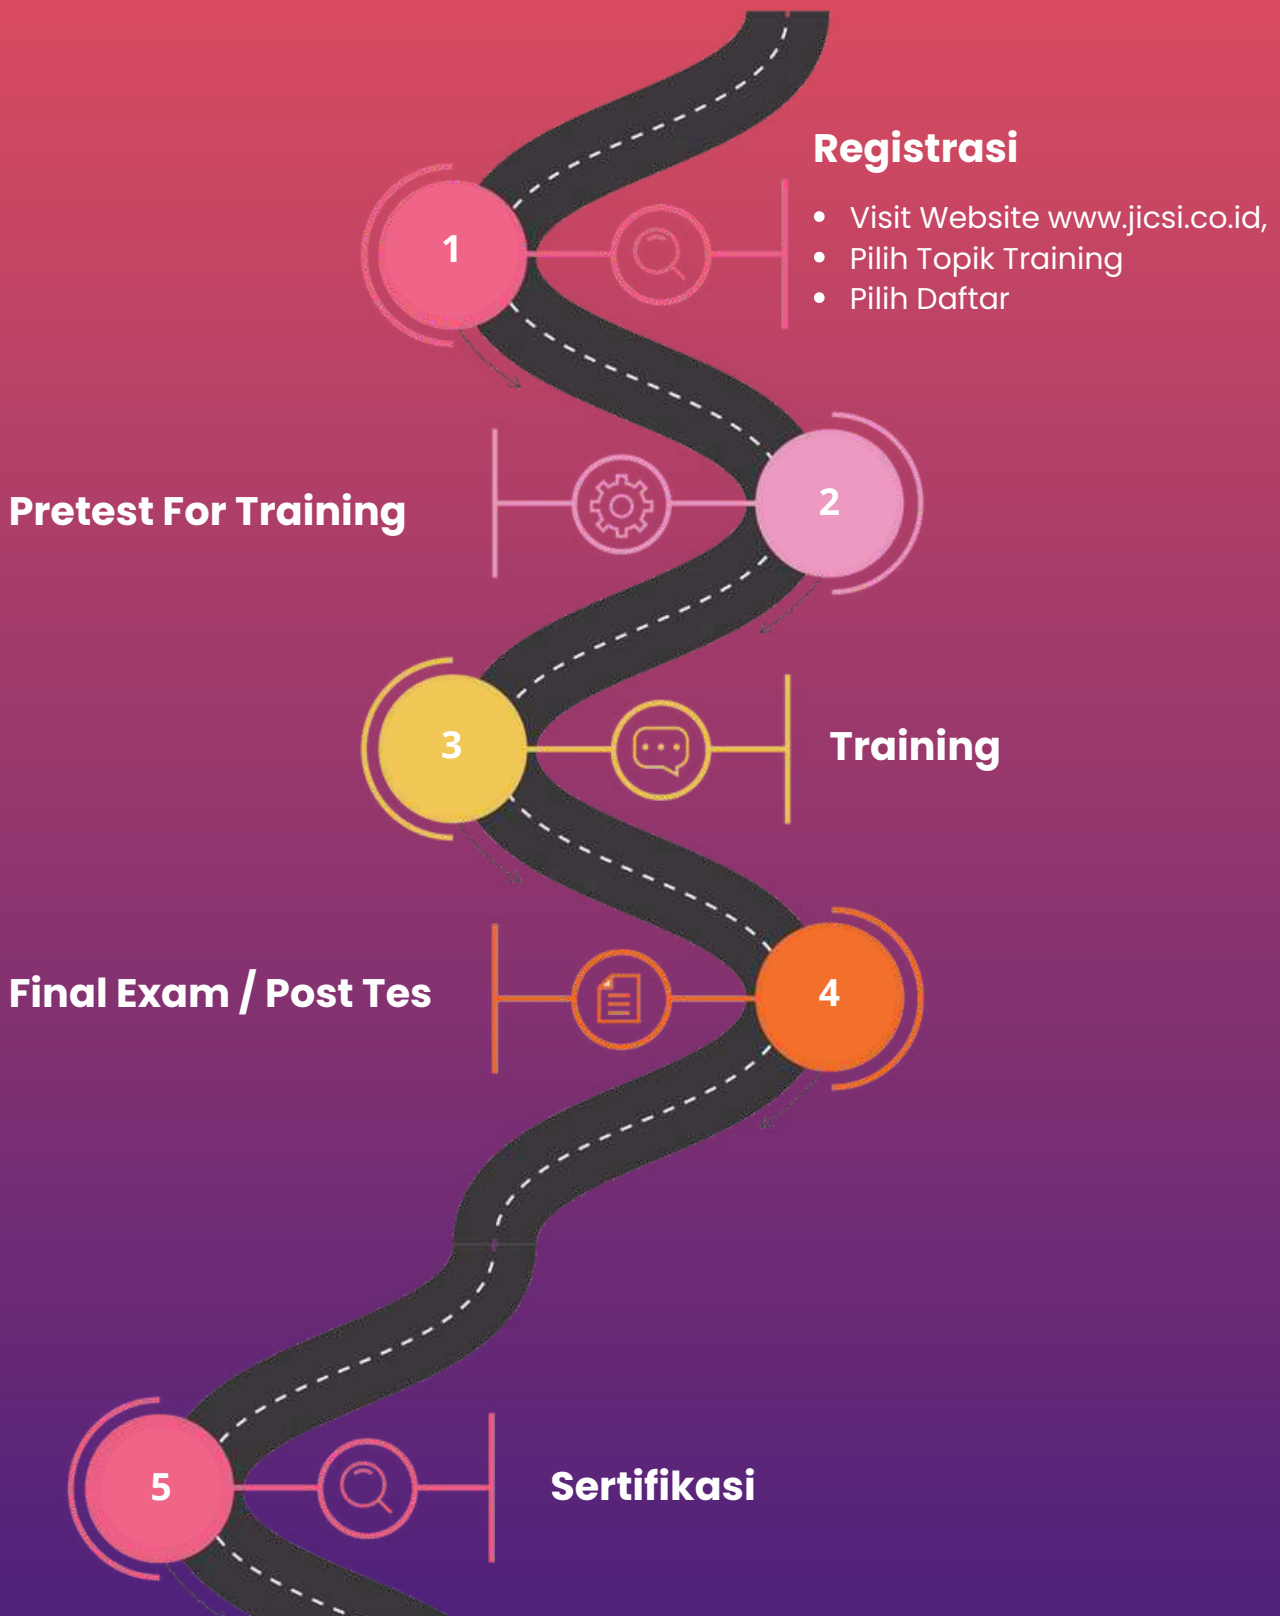 Registrasi
• Visit Website www.jicsi.co.id,
• Pilih Topik Training
• Pilih Daftar
1
2
Pretest For Training
3
Training
4
Final Exam / Post Tes
5
Sertifikasi